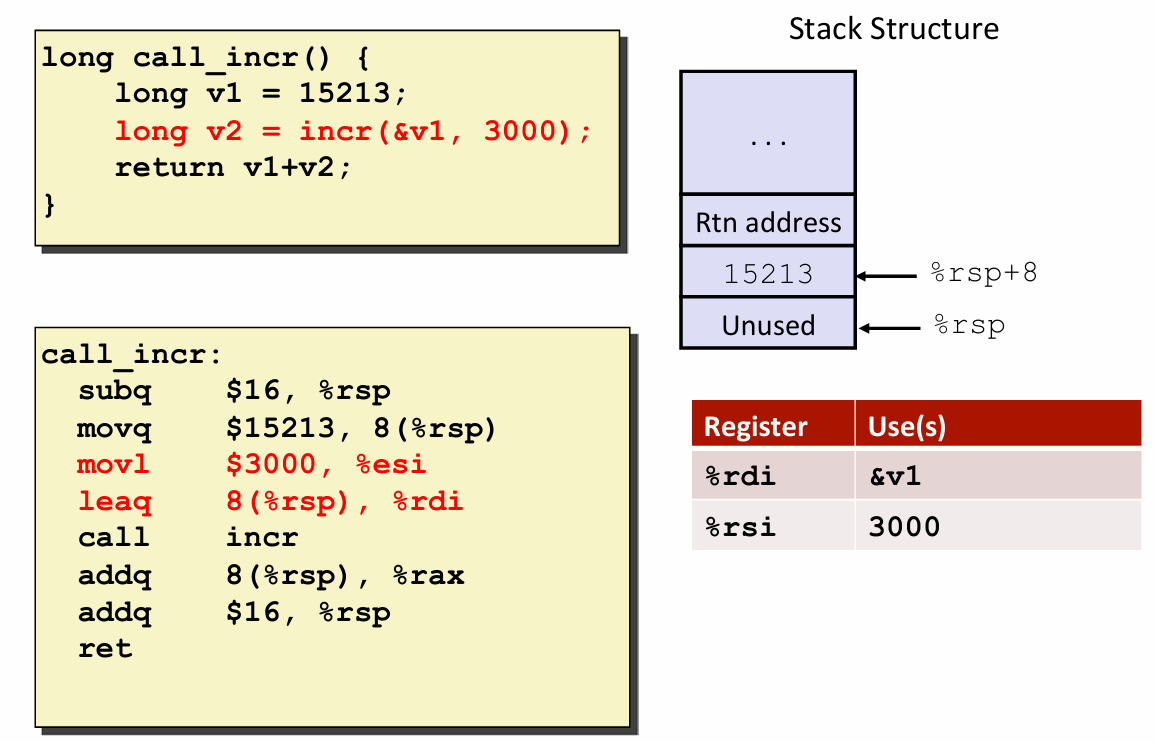 long call_incr() {
    long v1 = 15213;
    long v2 = incr(&v1, 3000);
    return v1+v2;
}
call_incr:
  subq    $16, %rsp
  movq    $15213, 8(%rsp)
  movl    $3000, %esi
  leaq    8(%rsp), %rdi
  call    incr
  addq    8(%rsp), %rax
  addq    $16, %rsp
  ret
Stack Structure
...
Rtn address
15213 %rsp+8
Unused %rsp
Register Use(s)
%rdi &v1
%rsi 3000